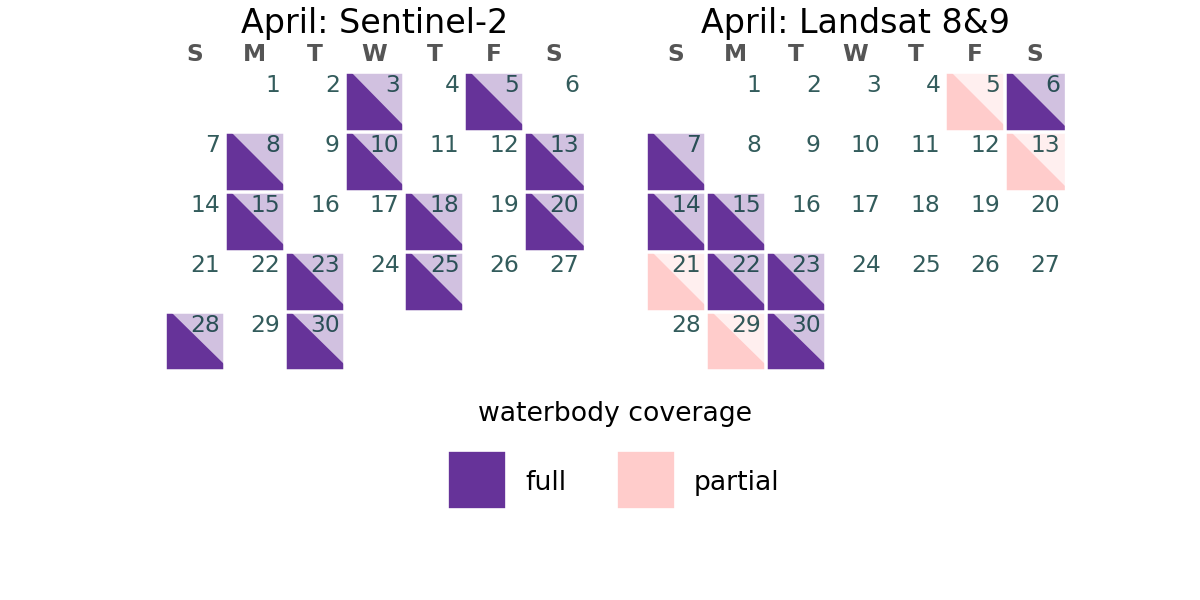 April: Sentinel-2
S M T W T F S
1 2 3 4 5 6
7 8 9 10 11 12 13
14 15 16 17 18 19 20
21 22 23 24 25 26 27
28 29 30
April: Landsat 8&9
S M T W T F S
1 2 3 4 5 6
7 8 9 10 11 12 13
14 15 16 17 18 19 20
21 22 23 24 25 26 27
28 29 30
waterbody coverage
full partial